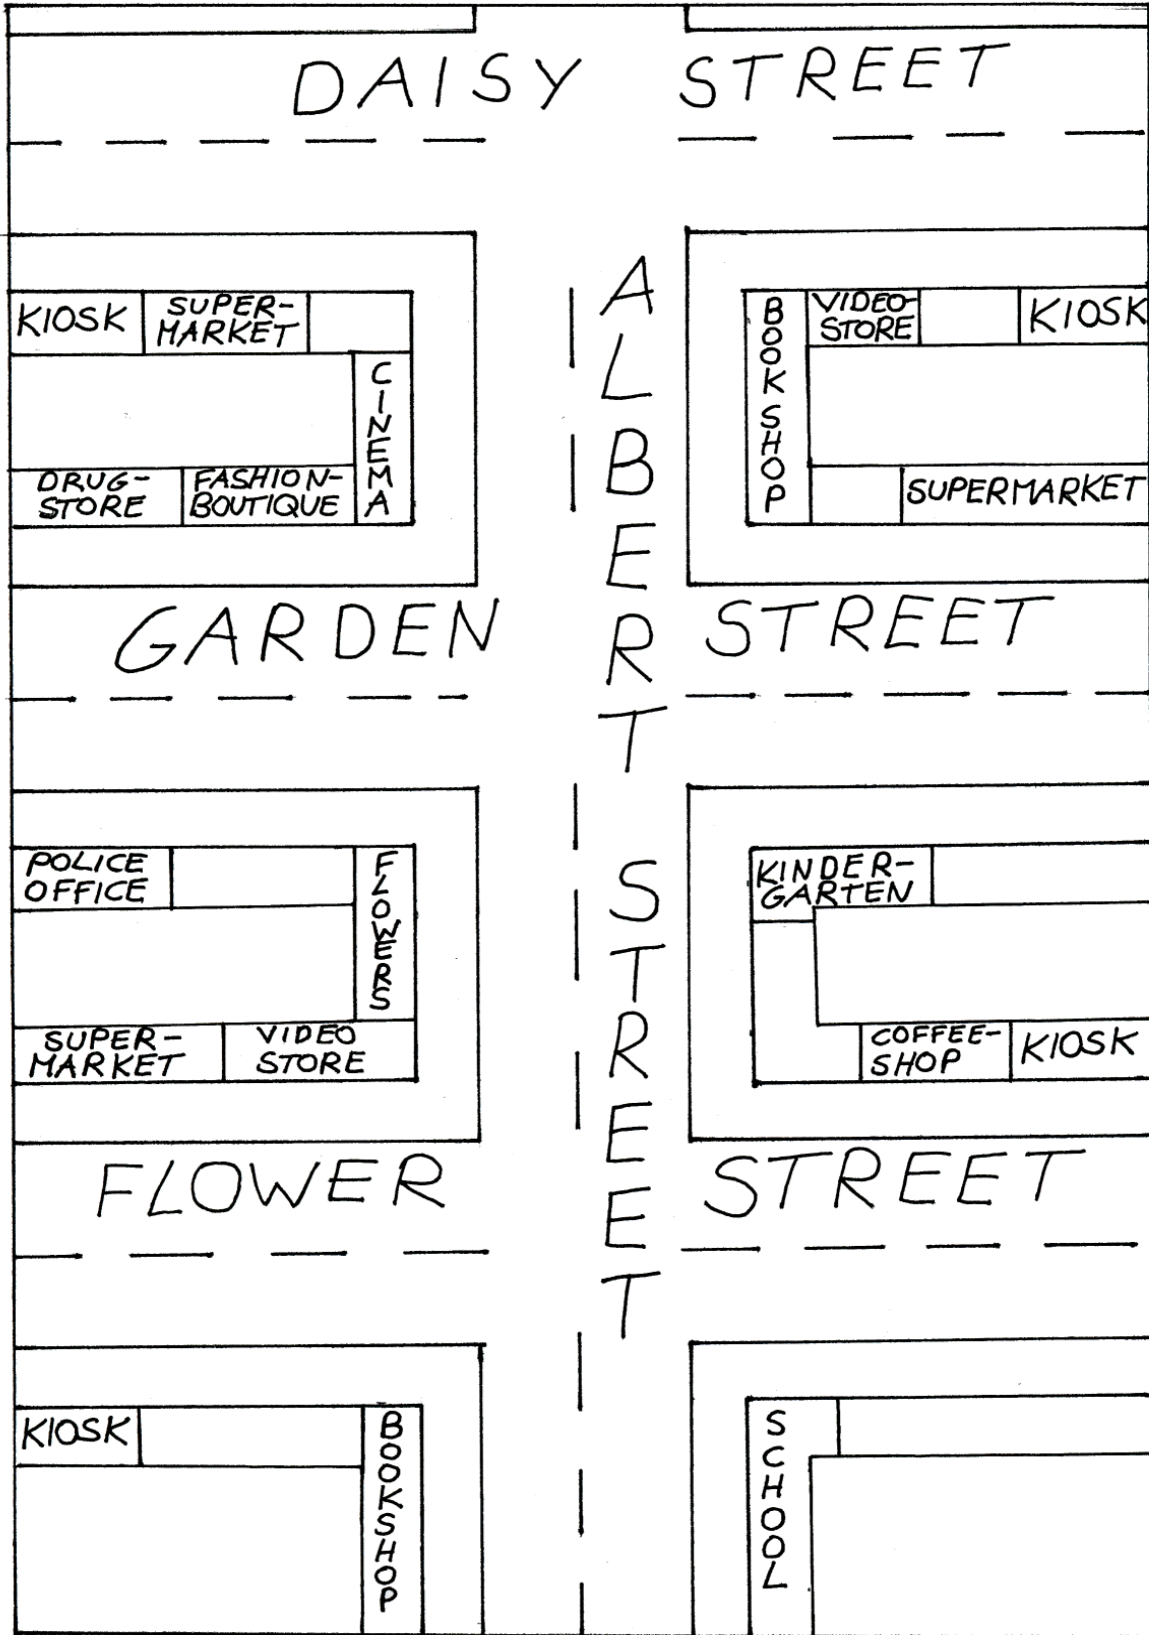 DAISY STREET
ALBERT STREET
KIOSK
SUPER-
MARKET
CINEMA
DRUG-
STORE
FASHION-
BOUTIQUE
BOOKSHOP
VIDEO-
STORE
KIOSK
SUPERMARKET
GARDEN STREET
POLICE
OFFICE
FLOWERS
SUPER-
MARKET
VIDEO
STORE
KINDER-
GARTEN
COFFEE-
SHOP
KIOSK
FLOWER STREET
KIOSK
BOOKSHOP
SCHOOL